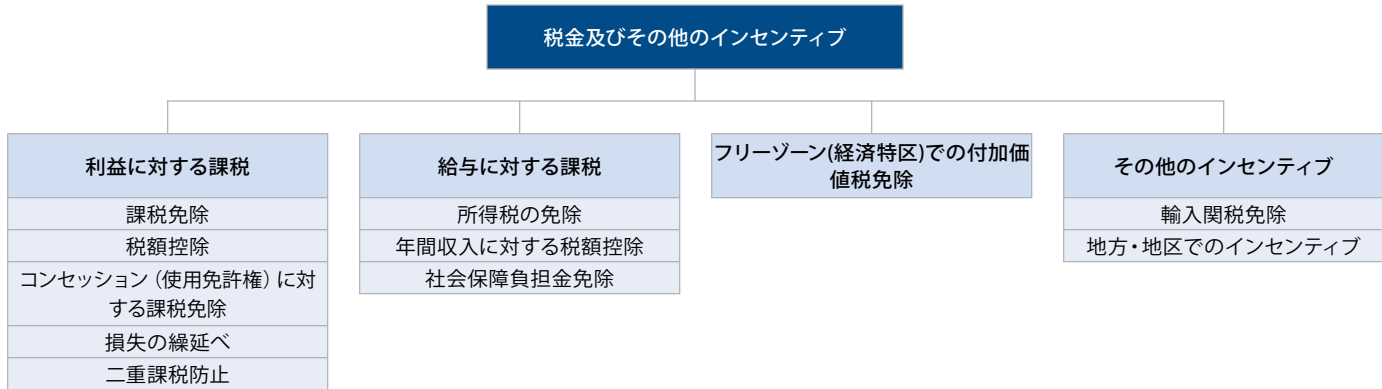 税金及びその他のインセンティブ
利益に対する課税
課税免除
税額控除
コンセッション（使用免許権）に対
する課税免除
損失の繰延べ
二重課税防止
給与に対する課税
所得税の免除
年間収入に対する税額控除
社会保障負担金免除
フリーゾーン(経済特区)での付加価
値税免除
その他のインセンティブ
輸入関税免除
地方・地区でのインセンティブ